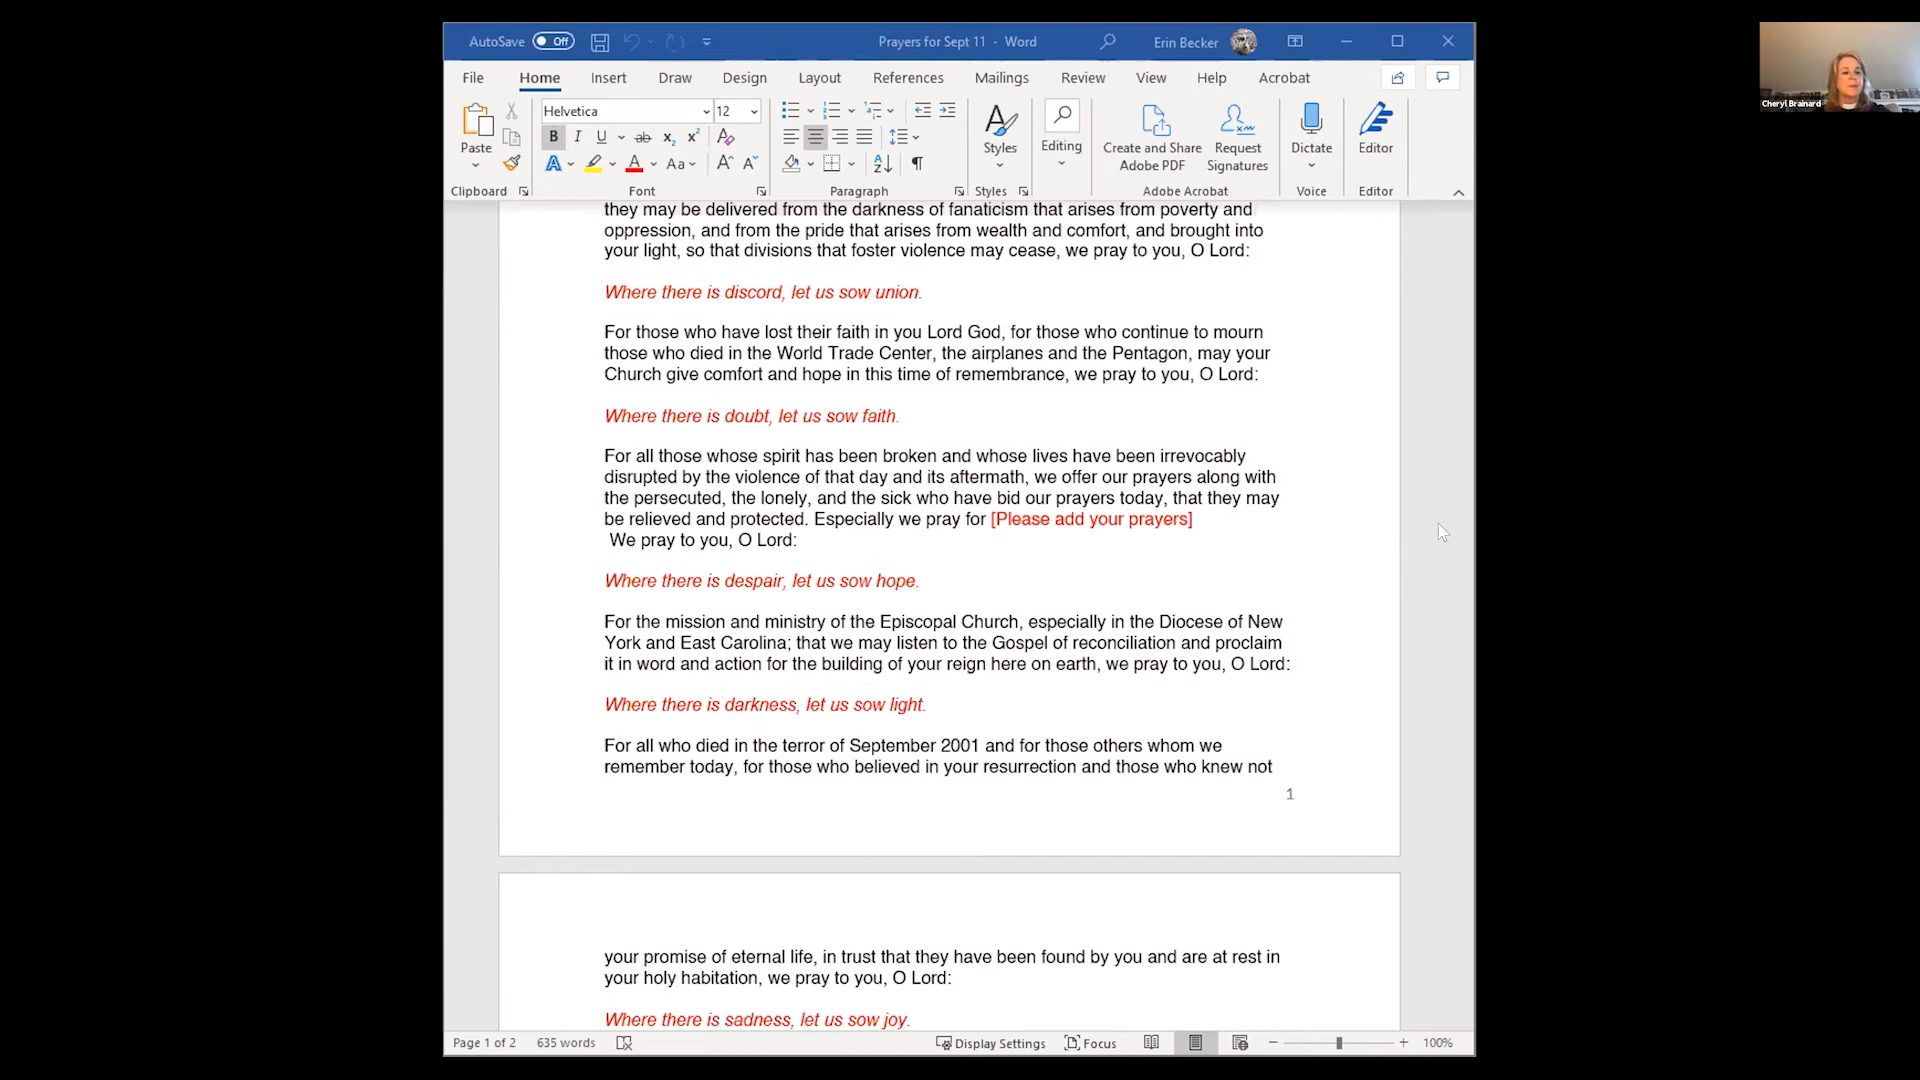 AutoSave Off Prayers for Sept 11 - Word Erin Becker
File Home Insert Draw Design Layout References Mailings Review View Help Acrobat
Helvetica 12
Paste
B I U ab x2 x2
A A Aa A A
Styles
Editing
Create and Share
Adobe PDF
Request
Signatures
Dictate
Editor
Clipboard Font Paragraph Styles Adobe Acrobat Voice Editor
they may be delivered from the darkness of fanaticism that arises from poverty and
oppression, and from the pride that arises from wealth and comfort, and brought into
your light, so that divisions that foster violence may cease, we pray to you, O Lord:
Where there is discord, let us sow union.
For those who have lost their faith in you Lord God, for those who continue to mourn
those who died in the World Trade Center, the airplanes and the Pentagon, may your
Church give comfort and hope in this time of remembrance, we pray to you, O Lord:
Where there is doubt, let us sow faith.
For all those whose spirit has been broken and whose lives have been irrevocably
disrupted by the violence of that day and its aftermath, we offer our prayers along with
the persecuted, the lonely, and the sick who have bid our prayers today, that they may
be relieved and protected. Especially we pray for [Please add your prayers]
We pray to you, O Lord:
Where there is despair, let us sow hope.
For the mission and ministry of the Episcopal Church, especially in the Diocese of New
York and East Carolina; that we may listen to the Gospel of reconciliation and proclaim
it in word and action for the building of your reign here on earth, we pray to you, O Lord:
Where there is darkness, let us sow light.
For all who died in the terror of September 2001 and for those others whom we
remember today, for those who believed in your resurrection and those who knew not
1
your promise of eternal life, in trust that they have been found by you and are at rest in
your holy habitation, we pray to you, O Lord:
Where there is sadness, let us sow joy.
Page 1 of 2 635 words Display Settings Focus 100%
Cheryl Brainard